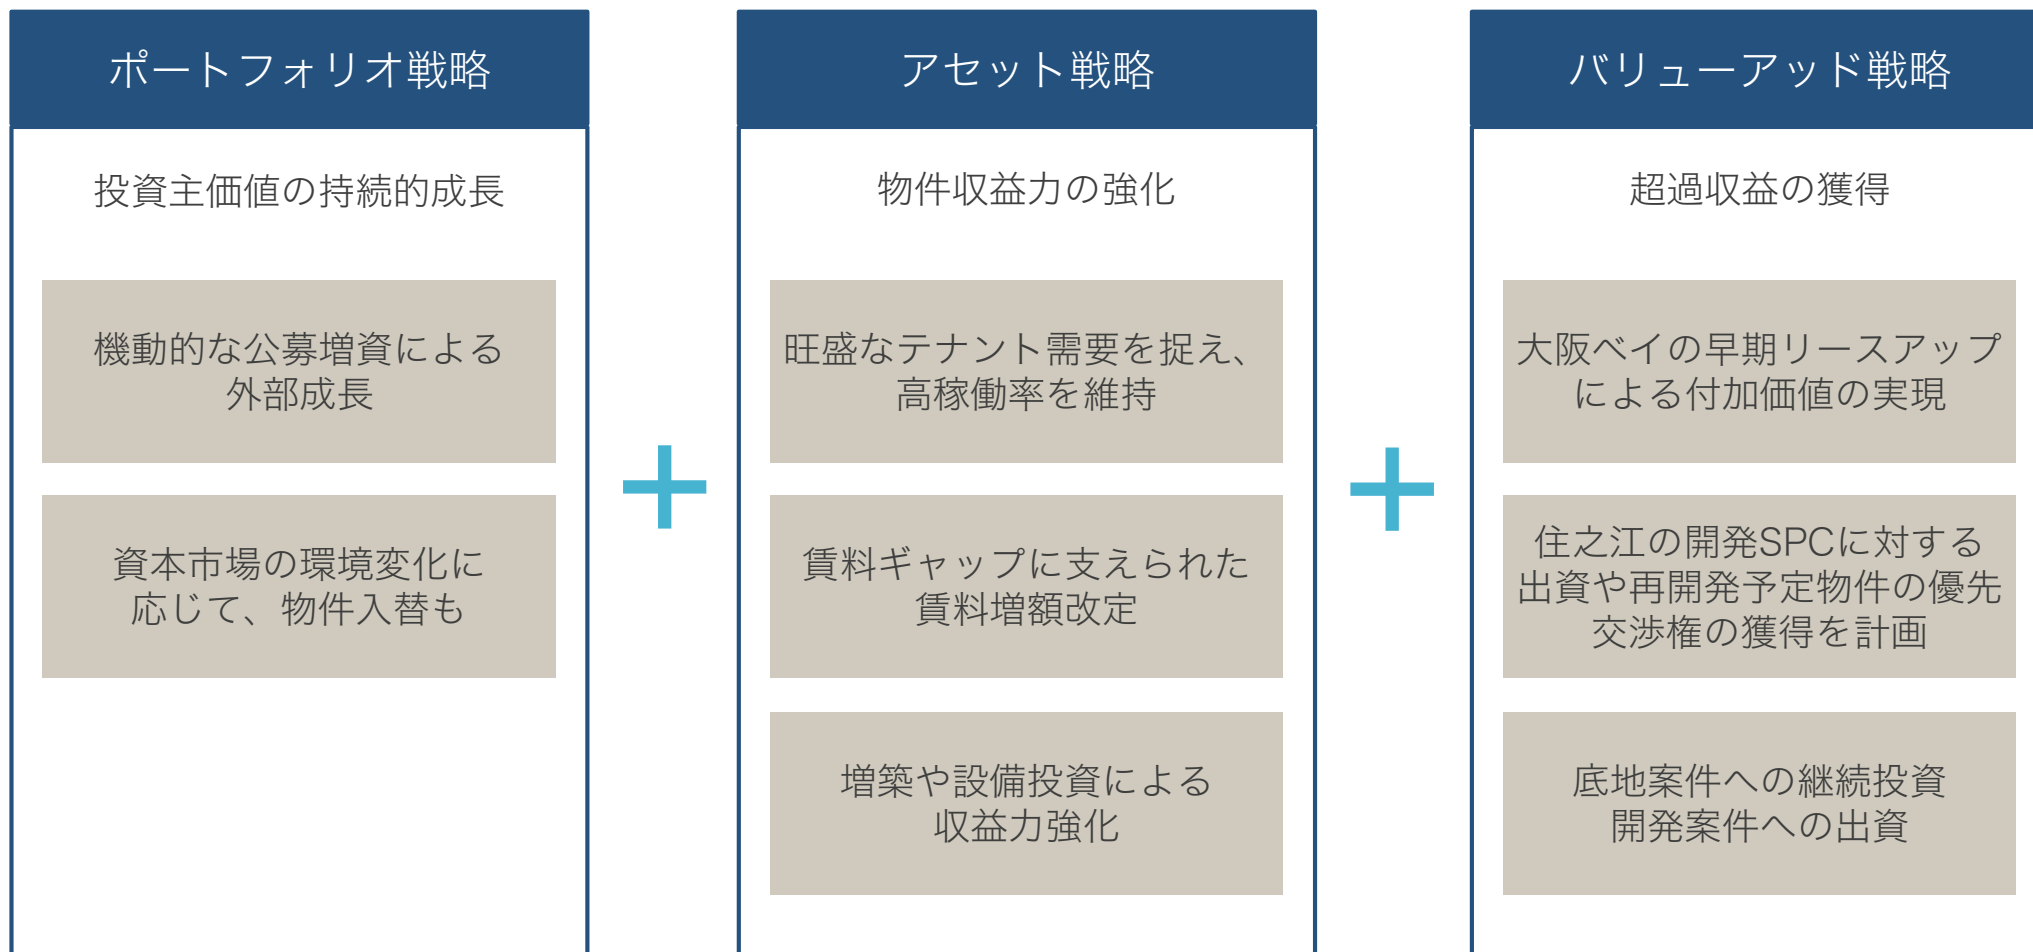 ポートフォリオ戦略
投資主価値の持続的成長
機動的な公募増資による
外部成長
資本市場の環境変化に
応じて、物件入替も
アセット戦略
物件収益力の強化
旺盛なテナント需要を捉え、
高稼働率を維持
賃料ギャップに支えられた
賃料増額改定
増築や設備投資による
収益力強化
バリューアッド戦略
超過収益の獲得
大阪ベイの早期リースアップ
による付加価値の実現
住之江の開発SPCに対する
出資や再開発予定物件の優先
交渉権の獲得を計画
底地案件への継続投資
開発案件への出資